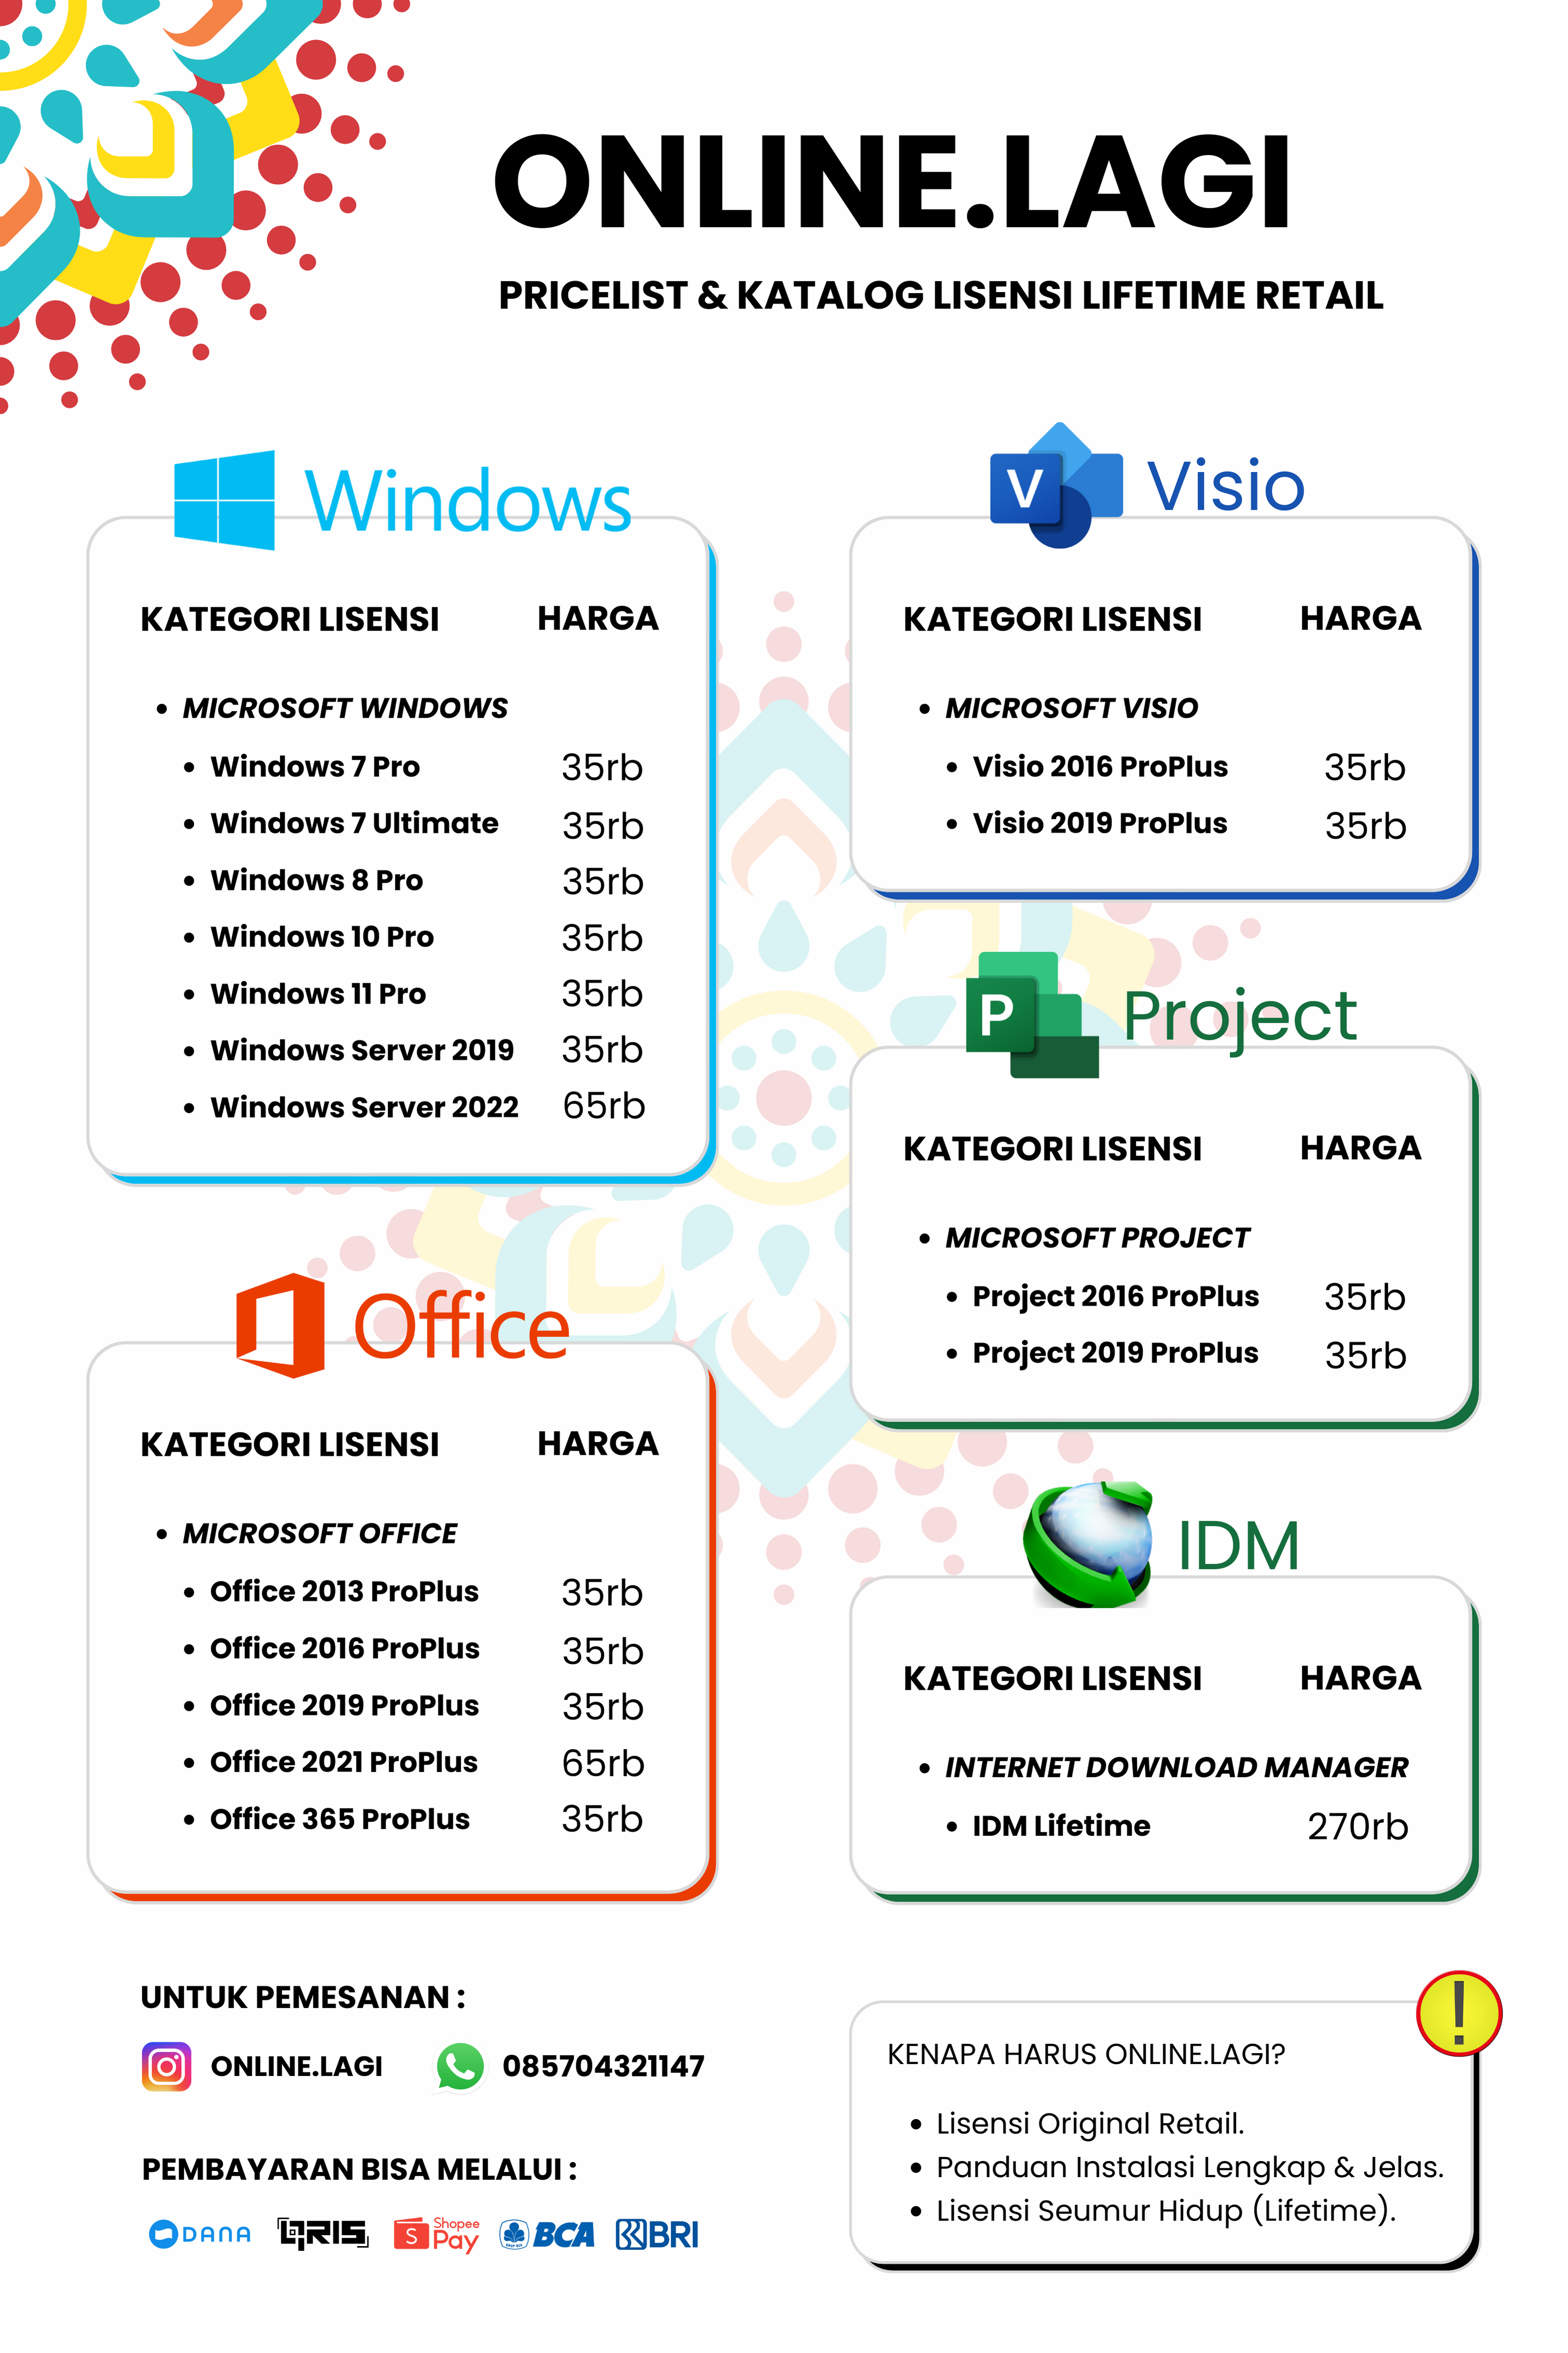 ONLINE.LAGI
PRICELIST & KATALOG LISENSI LIFETIME RETAIL
Windows
KATEGORI LISENSI HARGA
MICROSOFT WINDOWS
Windows 7 Pro 35rb
Windows 7 Ultimate 35rb
Windows 8 Pro 35rb
Windows 10 Pro 35rb
Windows 11 Pro 35rb
Windows Server 2019 35rb
Windows Server 2022 65rb
Office
KATEGORI LISENSI HARGA
MICROSOFT OFFICE
Office 2013 ProPlus 35rb
Office 2016 ProPlus 35rb
Office 2019 ProPlus 35rb
Office 2021 ProPlus 65rb
Office 365 ProPlus 35rb
V Visio
KATEGORI LISENSI HARGA
MICROSOFT VISIO
Visio 2016 ProPlus 35rb
Visio 2019 ProPlus 35rb
P Project
KATEGORI LISENSI HARGA
MICROSOFT PROJECT
Project 2016 ProPlus 35rb
Project 2019 ProPlus 35rb
IDM
KATEGORI LISENSI HARGA
INTERNET DOWNLOAD MANAGER
IDM Lifetime 270rb
UNTUK PEMESANAN :
ONLINE.LAGI 085704321147
PEMBAYARAN BISA MELALUI :
DANA QRIS S Shopee Pay BCA BRI
!
KENAPA HARUS ONLINE.LAGI?
Lisensi Original Retail.
Panduan Instalasi Lengkap & Jelas.
Lisensi Seumur Hidup (Lifetime).